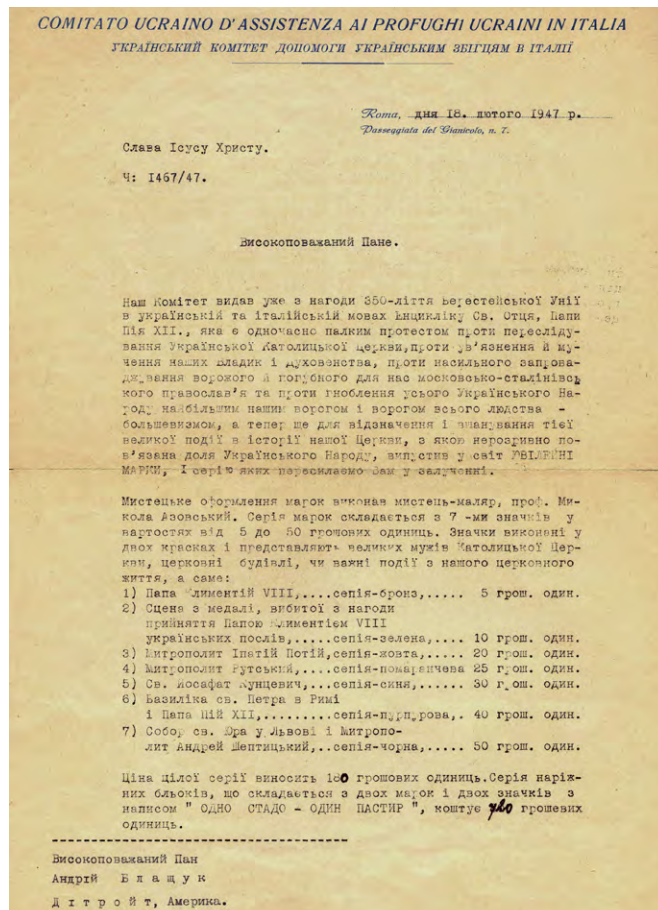 COMITATO UCRAINO D'ASSISTENZA AI PROFUGHI UCRAINI IN ITALIA
УКРАЇНСЬКИЙ КОМІТЕТ ДОПОМОГИ УКРАЇНСЬКИМ ЗБІГЦЯМ В ІТАЛІЇ
Roma, дня 18. лютого 1947 р.
Passeggiata del Gianicolo, n. 7.
Слава Ісусу Христу.
Ч: 1467/47.
Високоповажаний Пане.
Наш Комітет видав уже з нагоди 350-ліття Берестейської Унії
в українській та італійській мовах Енцикліку Св. Отця, Папи
Пія XII., яка є одночасно палким протестом проти пересліду-
вання Української Католицької Церкви,проти ув'язнення й му-
чення наших Владик і духовенства, проти насильного запрова-
джування ворожого й погубного для нас московсько-сталінівсь
кого православ'я та проти гноблення усього Українського На-
роду найбільшим нашим ворогом і ворогом всього людства -
большевизмом, а тепер ще для відзначення і вшанування тієї
великої події в історії нашої Церкви, з якою нерозривно по-
в'язана доля Українського Народу, випустив у світ ЮВІЛЕЙНІ
МАРКИ, І серію яких пересилаємо Вам у залученні.
Мистецьке оформлення марок виконав мистець-маляр, проф. Ми-
кола Азовський. Серія марок складається з 7 -ми значків у
вартостях від 5 до 50 грошових одиниць. Значки виконені у
двох красках і представляють великих мужів Католицької Цер-
кви, церковні будівлі, чи важні події з нашого церковного
життя, а саме:
1) Папа Климентій VIII,....сепія-бронз,..... 5 грош. один.
2) Сцена з медалі, вибитої з нагоди
прийняття Папою Климентієм VIII
українських послів,.....сепія-зелена,.... 10 грош. один.
3) Митрополит Іпатій Потій,сепія-жовта,..... 20 грош. один.
4) Митрополит Рутський,....сепія-помаранчева 25 грош. один.
5) Св. Йосафат Кунцевич,...сепія-синя,...... 30 грош. один.
6) Базиліка св. Петра в Римі
і Папа Пій XII,.........сепія-пурпурова,. 40 грош. один.
7) Собор св. Юра у Львові і Митропо-
лит Андрей Шептицький,..сепія-чорна,..... 50 грош. один.
Ціна цілої серії виносить 180 грошових одиниць.Серія наріж-
них бльоків, що складається з двох марок і двох значків з
написом " ОДНО СТАДО - ОДИН ПАСТИР ", коштує грошевих
одиниць.
Високоповажаний Пан
Андрій Блащук
Дітройт, Америка.